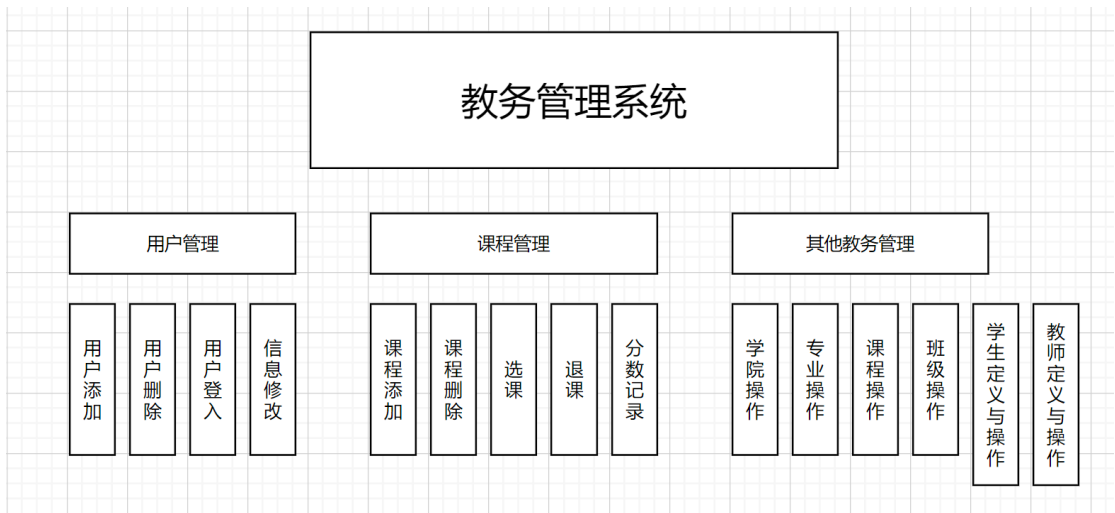 教务管理系统
用户管理
课程管理
其他教务管理
用户添加
用户删除
用户登入
信息修改
课程添加
课程删除
选课
退课
分数记录
学院操作
专业操作
课程操作
班级操作
学生定义与操作
教师定义与操作